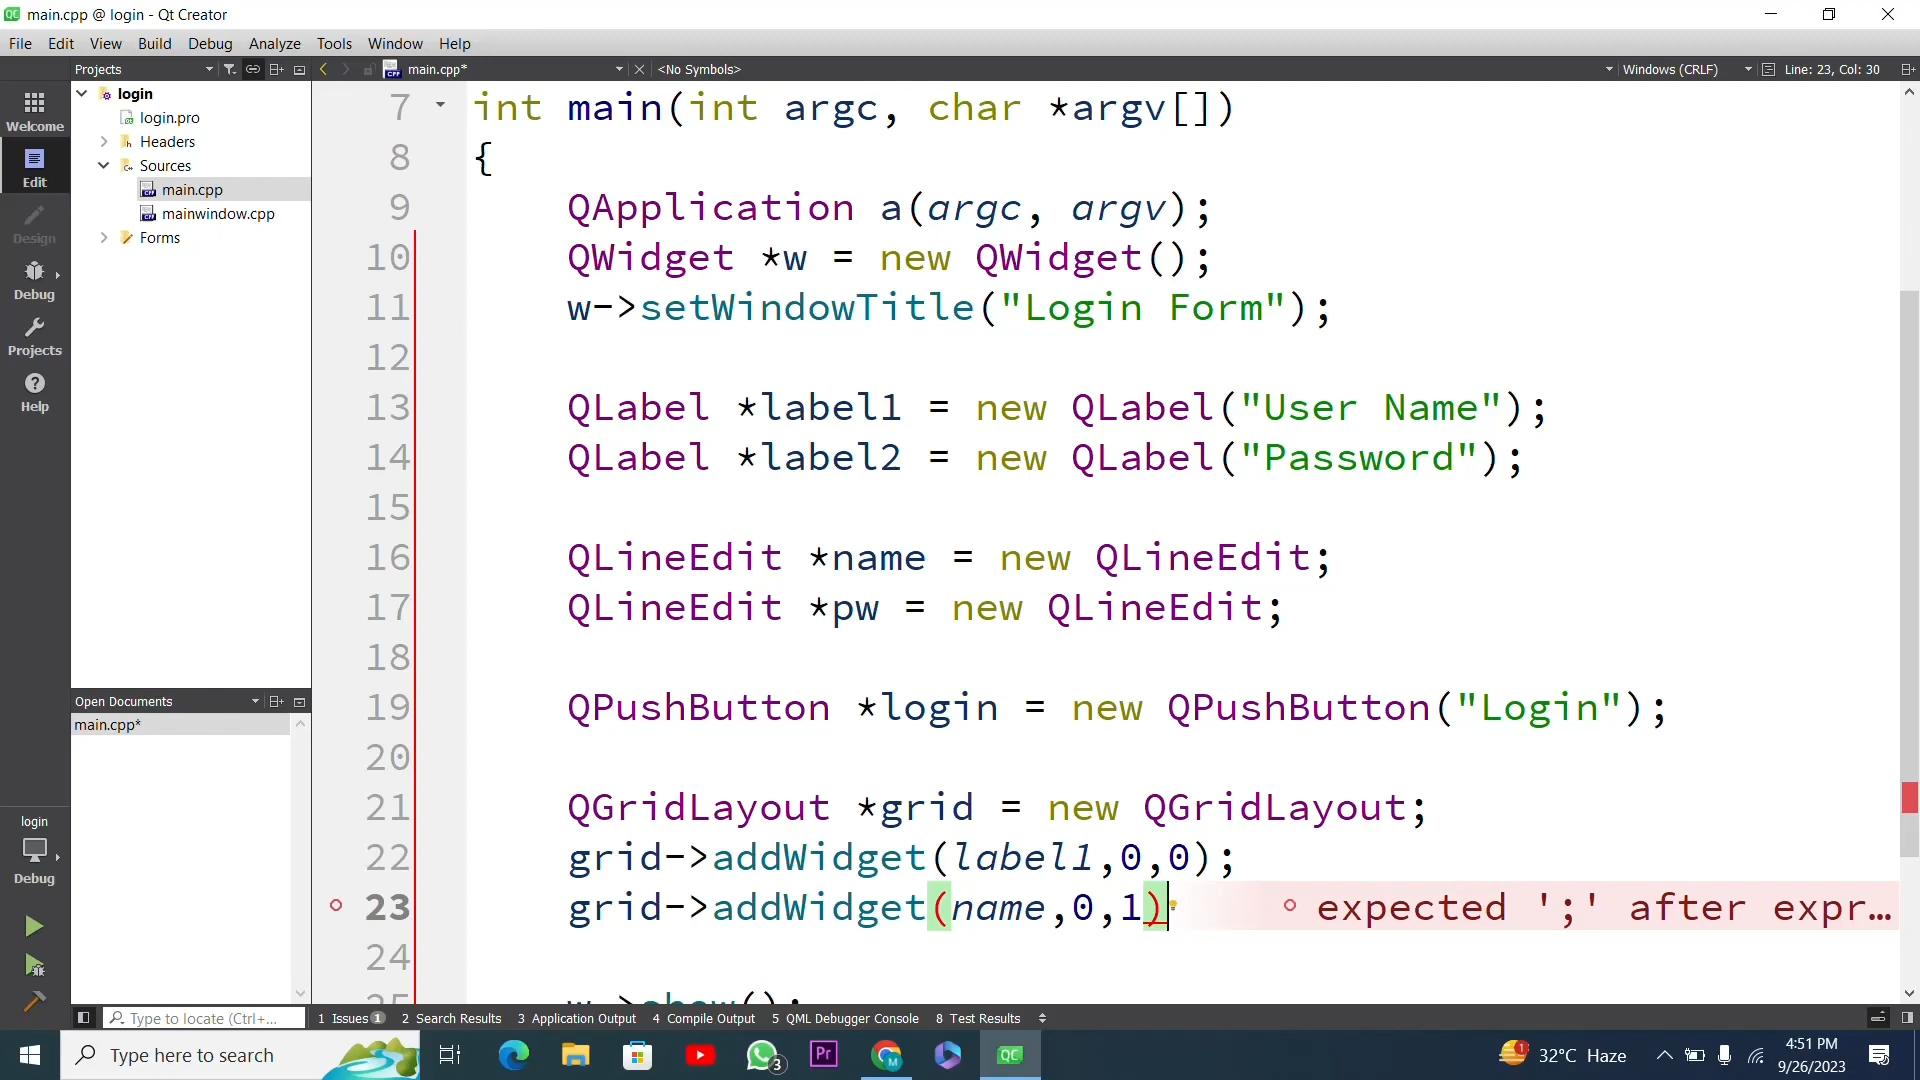 main.cpp @ login - Qt Creator
File Edit View Build Debug Analyze Tools Window Help
Projects main.cpp* <No Symbols> Windows (CRLF) Line: 23, Col: 30
Welcome
Edit
Design
Debug
Projects
Help
login
login.pro
Headers
Sources
main.cpp
mainwindow.cpp
Forms
Open Documents
main.cpp*
login
Debug
7 int main(int argc, char *argv[])
8 {
9 QApplication a(argc, argv);
10 QWidget *w = new QWidget();
11 w->setWindowTitle("Login Form");
12
13 QLabel *label1 = new QLabel("User Name");
14 QLabel *label2 = new QLabel("Password");
15
16 QLineEdit *name = new QLineEdit;
17 QLineEdit *pw = new QLineEdit;
18
19 QPushButton *login = new QPushButton("Login");
20
21 QGridLayout *grid = new QGridLayout;
22 grid->addWidget(label1,0,0);
23 grid->addWidget(name,0,1) expected ';' after expr…
24
25 w->show();
Type to locate (Ctrl+... 1 Issues 1 2 Search Results 3 Application Output 4 Compile Output 5 QML Debugger Console 8 Test Results
Type here to search 3 Pr M QC 1 32°C Haze 4:51 PM
9/26/2023